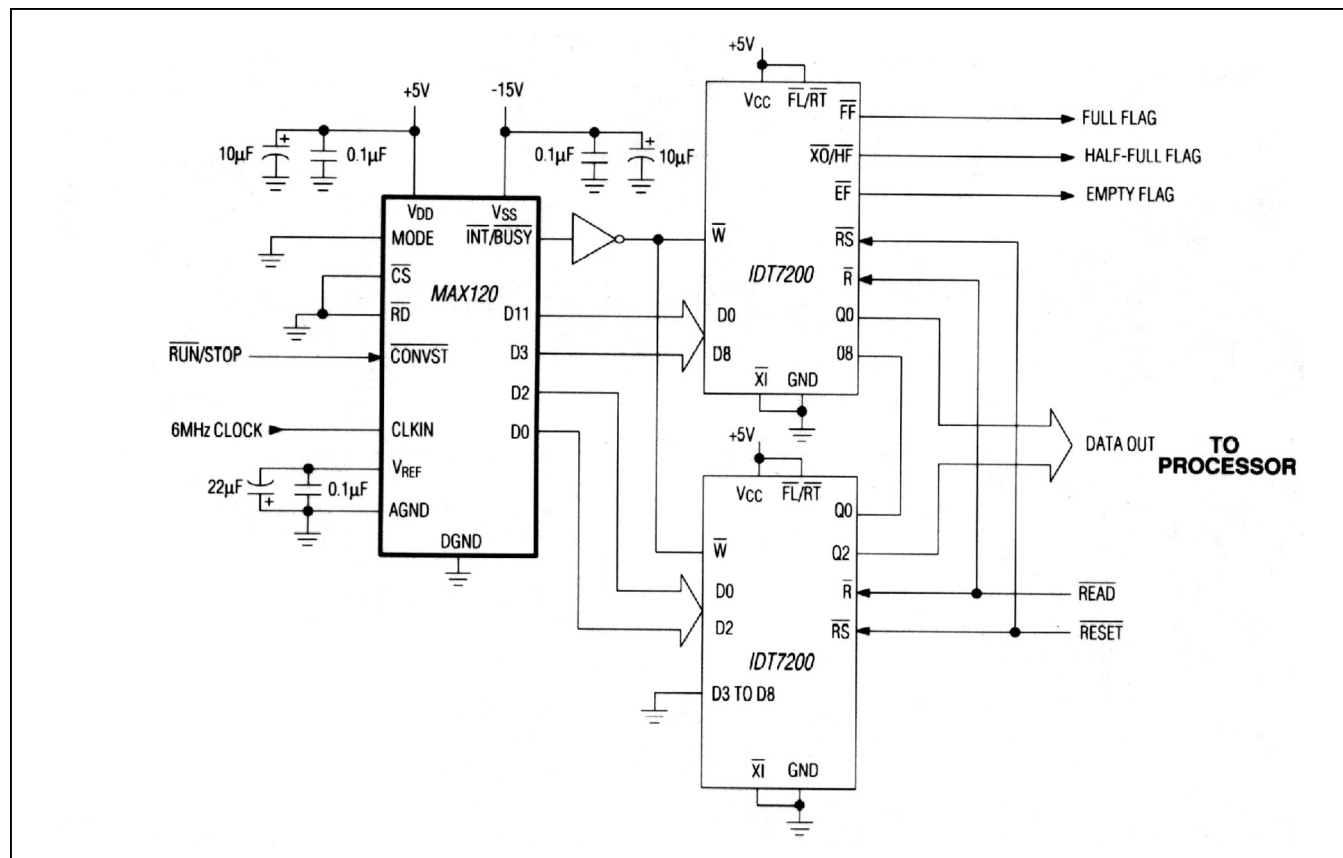 +5V
-15V
10μF
+
0.1μF
0.1μF
+
10μF
VDD
VSS
MODE
INT/BUSY
CS
MAX120
RD
D11
RUN/STOP
CONVST
D3
D2
6MHz CLOCK
CLKIN
D0
VREF
22μF
+
0.1μF
AGND
DGND
+5V
VCC
FL/RT
FF
FULL FLAG
XO/HF
HALF-FULL FLAG
EF
EMPTY FLAG
W
RS
IDT7200
R
D0
Q0
D8
Q8
XI
GND
DATA OUT
TO
PROCESSOR
+5V
VCC
FL/RT
Q0
W
Q2
D0
R
READ
D2
RS
RESET
IDT7200
D3 TO D8
XI
GND